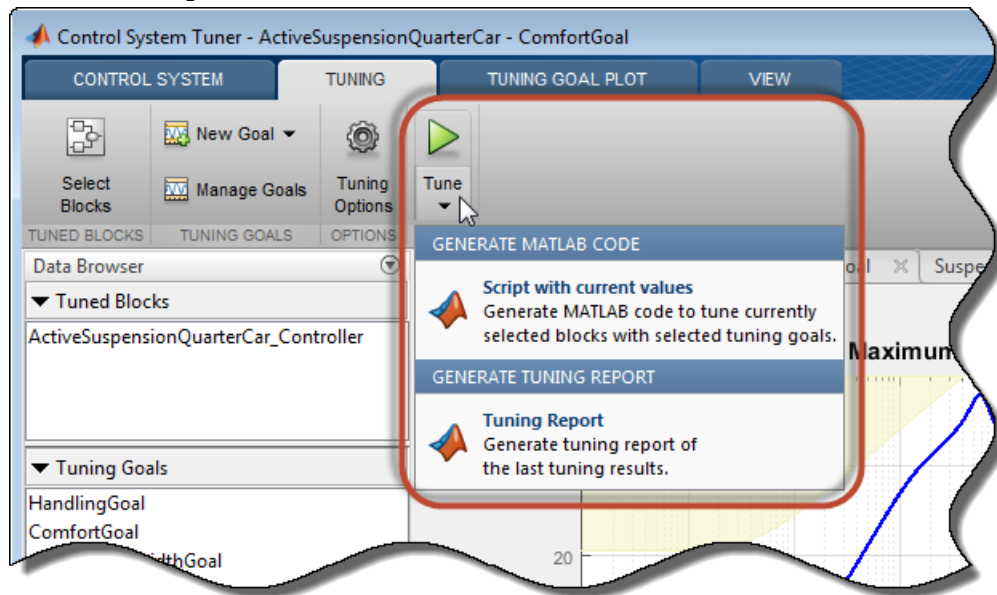 Control System Tuner - ActiveSuspensionQuarterCar - ComfortGoal
CONTROL SYSTEM TUNING TUNING GOAL PLOT VIEW
New Goal
Select Blocks
Manage Goals
Tuning Options
Tune
TUNED BLOCKS TUNING GOALS OPTIONS
GENERATE MATLAB CODE
Script with current values
Generate MATLAB code to tune currently
selected blocks with selected tuning goals.
GENERATE TUNING REPORT
Tuning Report
Generate tuning report of
the last tuning results.
Data Browser
Tuned Blocks
ActiveSuspensionQuarterCar_Controller
Tuning Goals
HandlingGoal
ComfortGoal
dthGoal
oal Suspe
Maximum
20